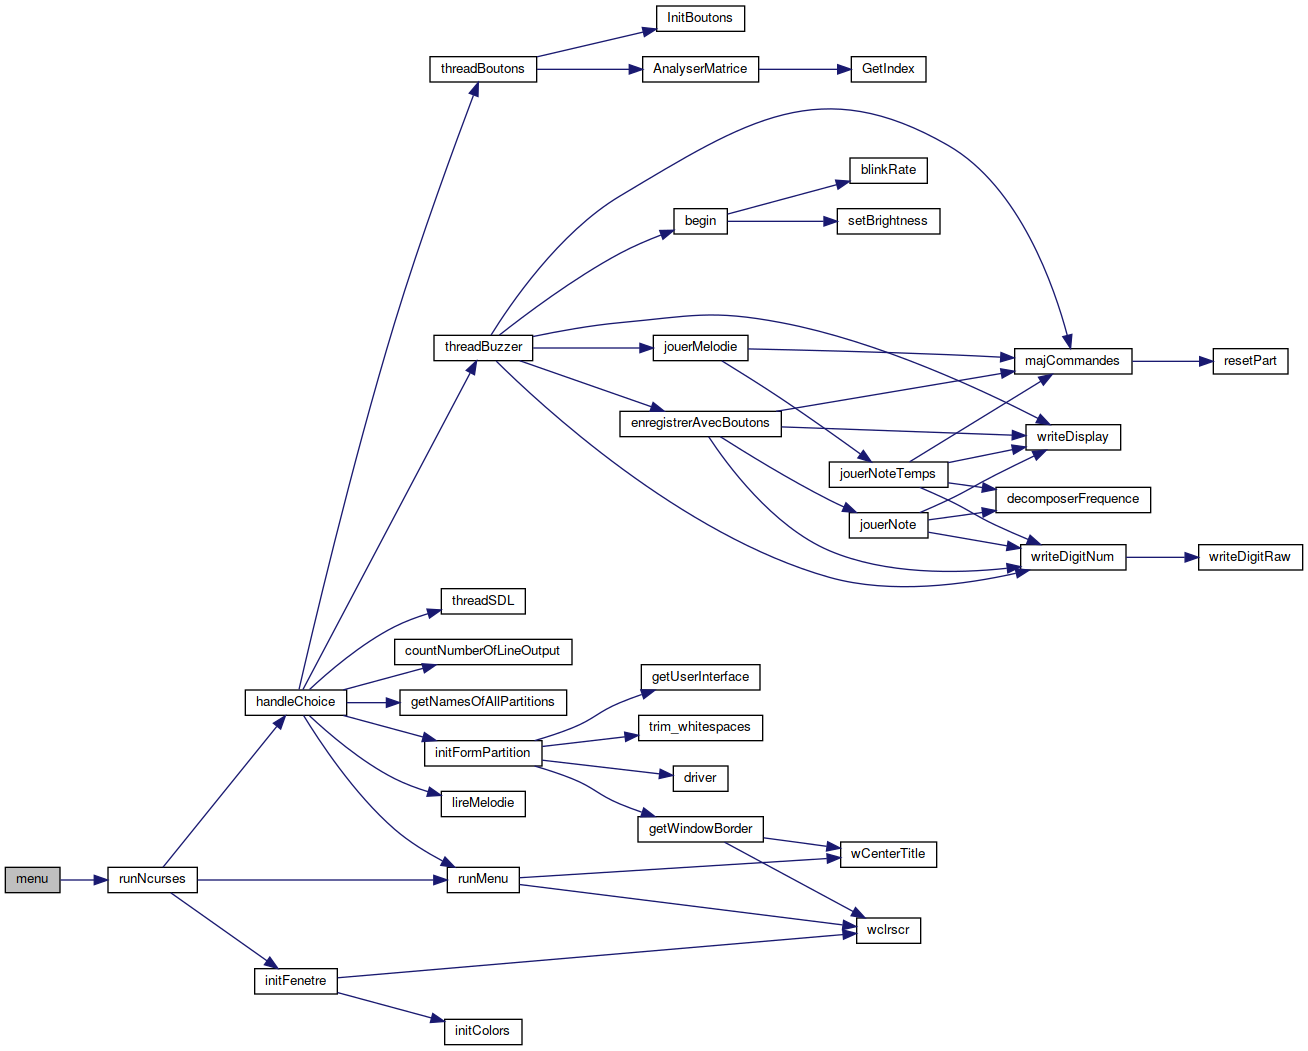 InitBoutons
threadBoutons
AnalyserMatrice
GetIndex
blinkRate
begin
setBrightness
threadBuzzer
jouerMelodie
majCommandes
resetPart
enregistrerAvecBoutons
writeDisplay
jouerNoteTemps
decomposerFrequence
jouerNote
writeDigitNum
writeDigitRaw
threadSDL
countNumberOfLineOutput
getUserInterface
handleChoice
getNamesOfAllPartitions
trim_whitespaces
initFormPartition
driver
lireMelodie
getWindowBorder
wCenterTitle
menu
runNcurses
runMenu
wclrscr
initFenetre
initColors